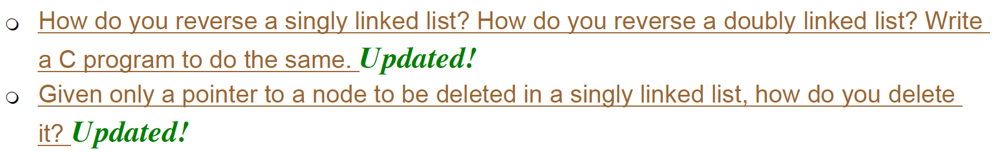 How do you reverse a singly linked list? How do you reverse a doubly linked list? Write
a C program to do the same. Updated!
Given only a pointer to a node to be deleted in a singly linked list, how do you delete
it? Updated!